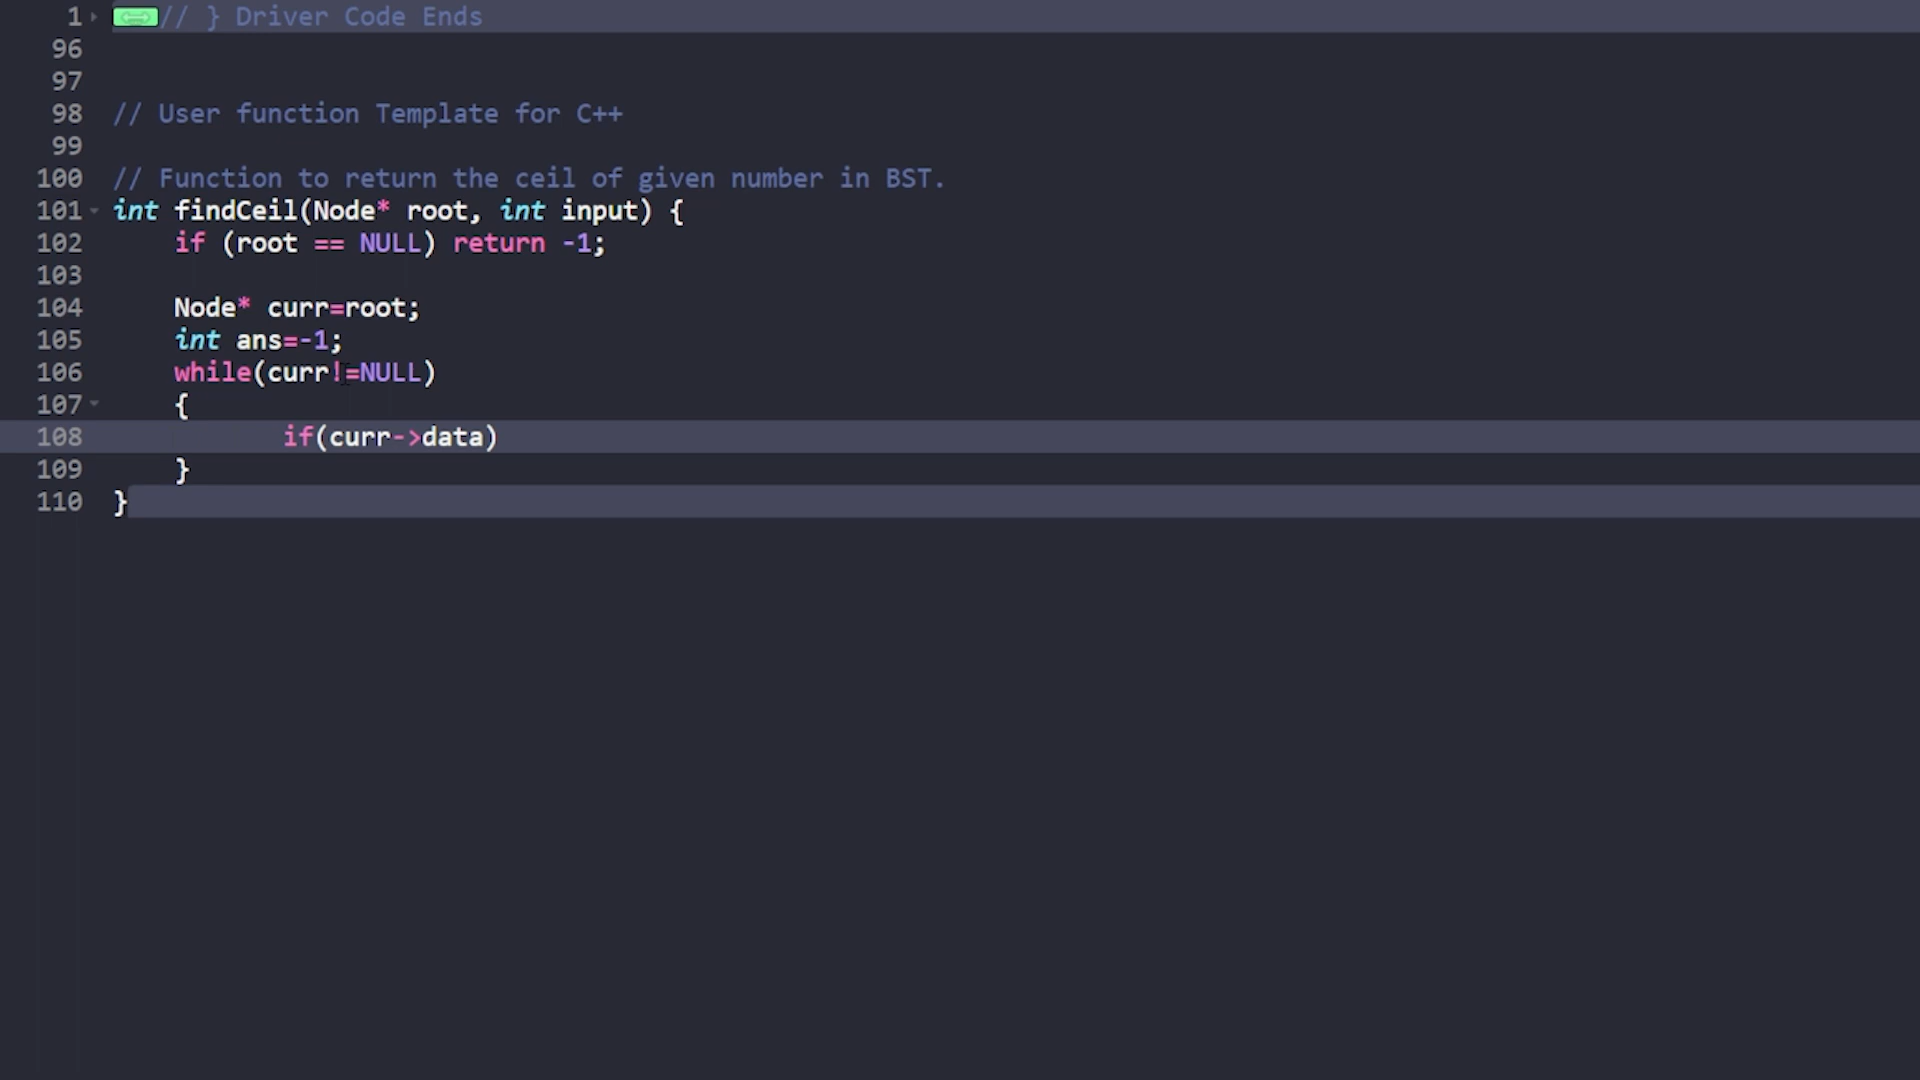 1 // } Driver Code Ends
96
97
98 // User function Template for C++
99
100 // Function to return the ceil of given number in BST.
101 int findCeil(Node* root, int input) {
102     if (root == NULL) return -1;
103
104     Node* curr=root;
105     int ans=-1;
106     while(curr!=NULL)
107     {
108            if(curr->data)
109     }
110 }